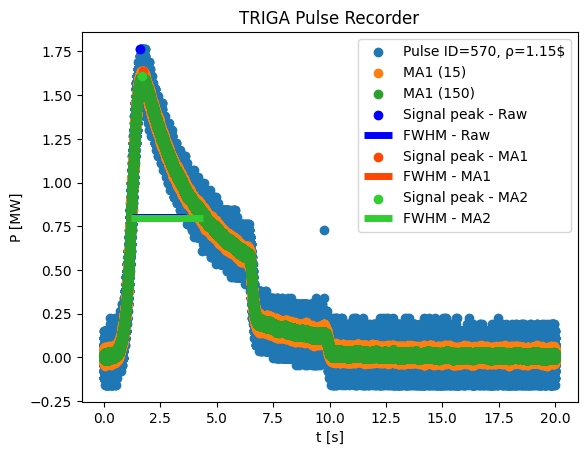 TRIGA Pulse Recorder
Pulse ID=570, ρ=1.15$
MA1 (15)
MA1 (150)
Signal peak - Raw
FWHM - Raw
Signal peak - MA1
FWHM - MA1
Signal peak - MA2
FWHM - MA2
P [MW]
1.75
1.50
1.25
1.00
0.75
0.50
0.25
0.00
−0.25
0.0 2.5 5.0 7.5 10.0 12.5 15.0 17.5 20.0
t [s]